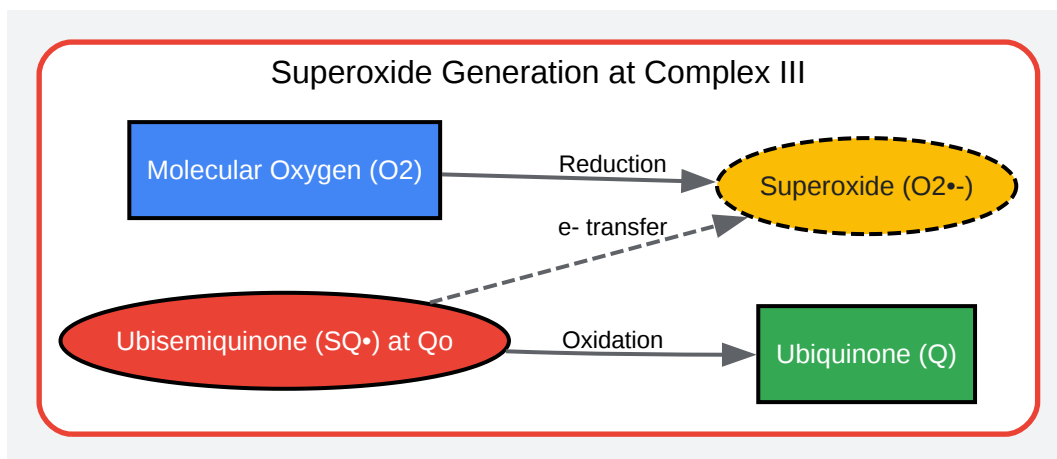 Superoxide Generation at Complex III
Molecular Oxygen (O2)
Reduction
Superoxide (O2•-)
e- transfer
Ubisemiquinone (SQ•) at Qo
Oxidation
Ubiquinone (Q)